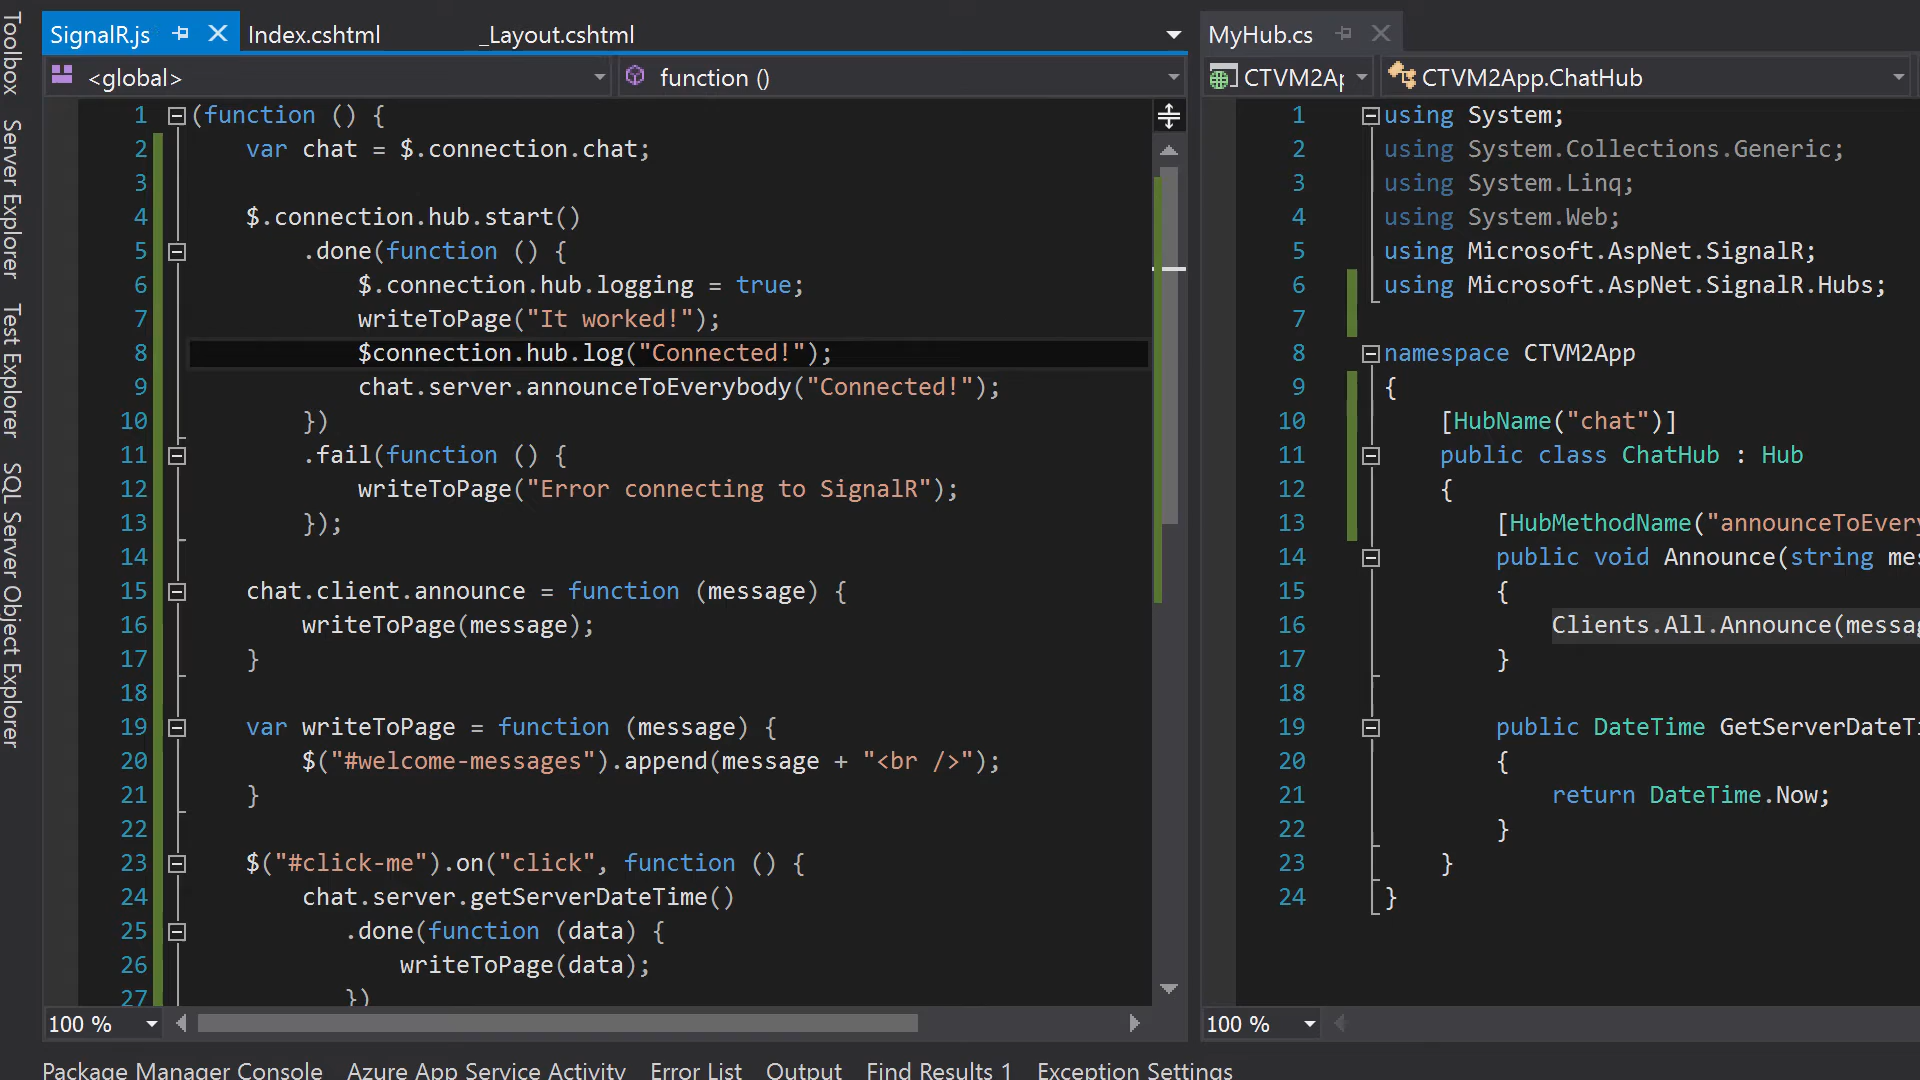 Toolbox
Server Explorer
Test Explorer
SQL Server Object Explorer
SignalR.js
Index.cshtml
_Layout.cshtml
<global>
function ()
1 (function () {
2 var chat = $.connection.chat;
3
4 $.connection.hub.start()
5 .done(function () {
6 $.connection.hub.logging = true;
7 writeToPage("It worked!");
8 $connection.hub.log("Connected!");
9 chat.server.announceToEverybody("Connected!");
10 })
11 .fail(function () {
12 writeToPage("Error connecting to SignalR");
13 });
14
15 chat.client.announce = function (message) {
16 writeToPage(message);
17 }
18
19 var writeToPage = function (message) {
20 $("#welcome-messages").append(message + "<br />");
21 }
22
23 $("#click-me").on("click", function () {
24 chat.server.getServerDateTime()
25 .done(function (data) {
26 writeToPage(data);
27 })
100 %
MyHub.cs
CTVM2Ap
CTVM2App.ChatHub
1 using System;
2 using System.Collections.Generic;
3 using System.Linq;
4 using System.Web;
5 using Microsoft.AspNet.SignalR;
6 using Microsoft.AspNet.SignalR.Hubs;
7
8 namespace CTVM2App
9 {
10 [HubName("chat")]
11 public class ChatHub : Hub
12 {
13 [HubMethodName("announceToEvery
14 public void Announce(string mes
15 {
16 Clients.All.Announce(messag
17 }
18
19 public DateTime GetServerDateTi
20 {
21 return DateTime.Now;
22 }
23 }
24 }
100 %
Package Manager Console Azure App Service Activity Error List Output Find Results 1 Exception Settings